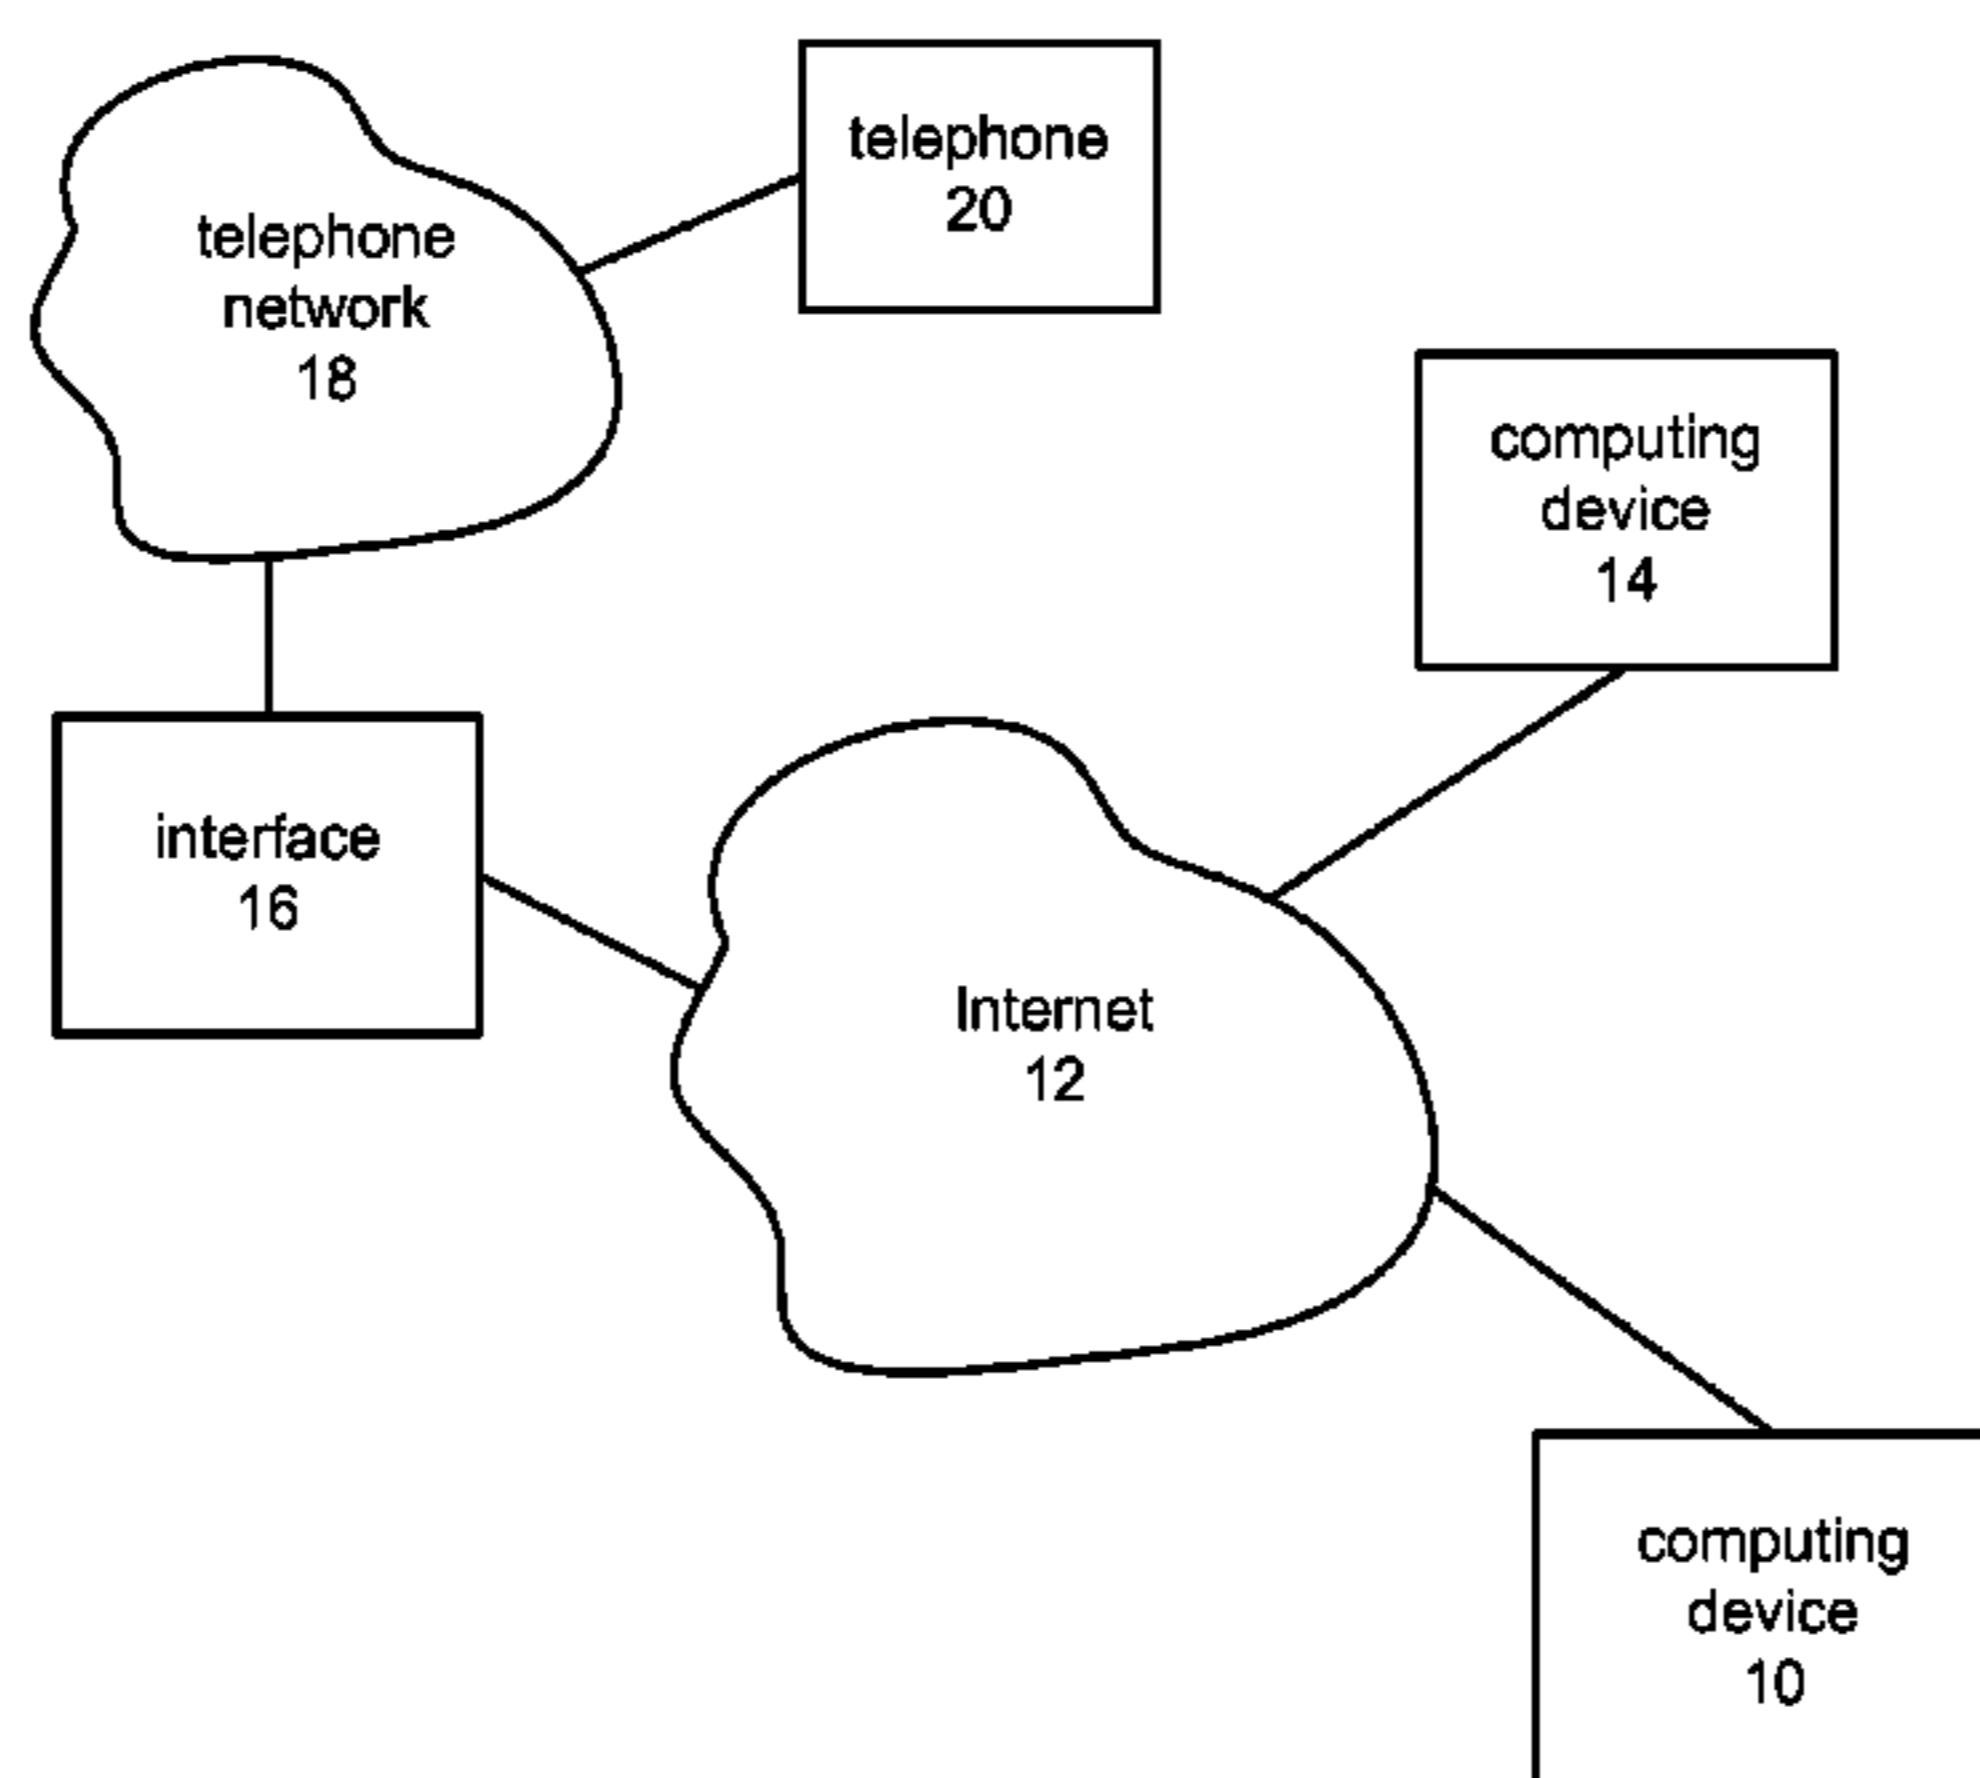 telephone
20
telephone
network
18
computing
device
14
interface
16
Internet
12
computing
device
10